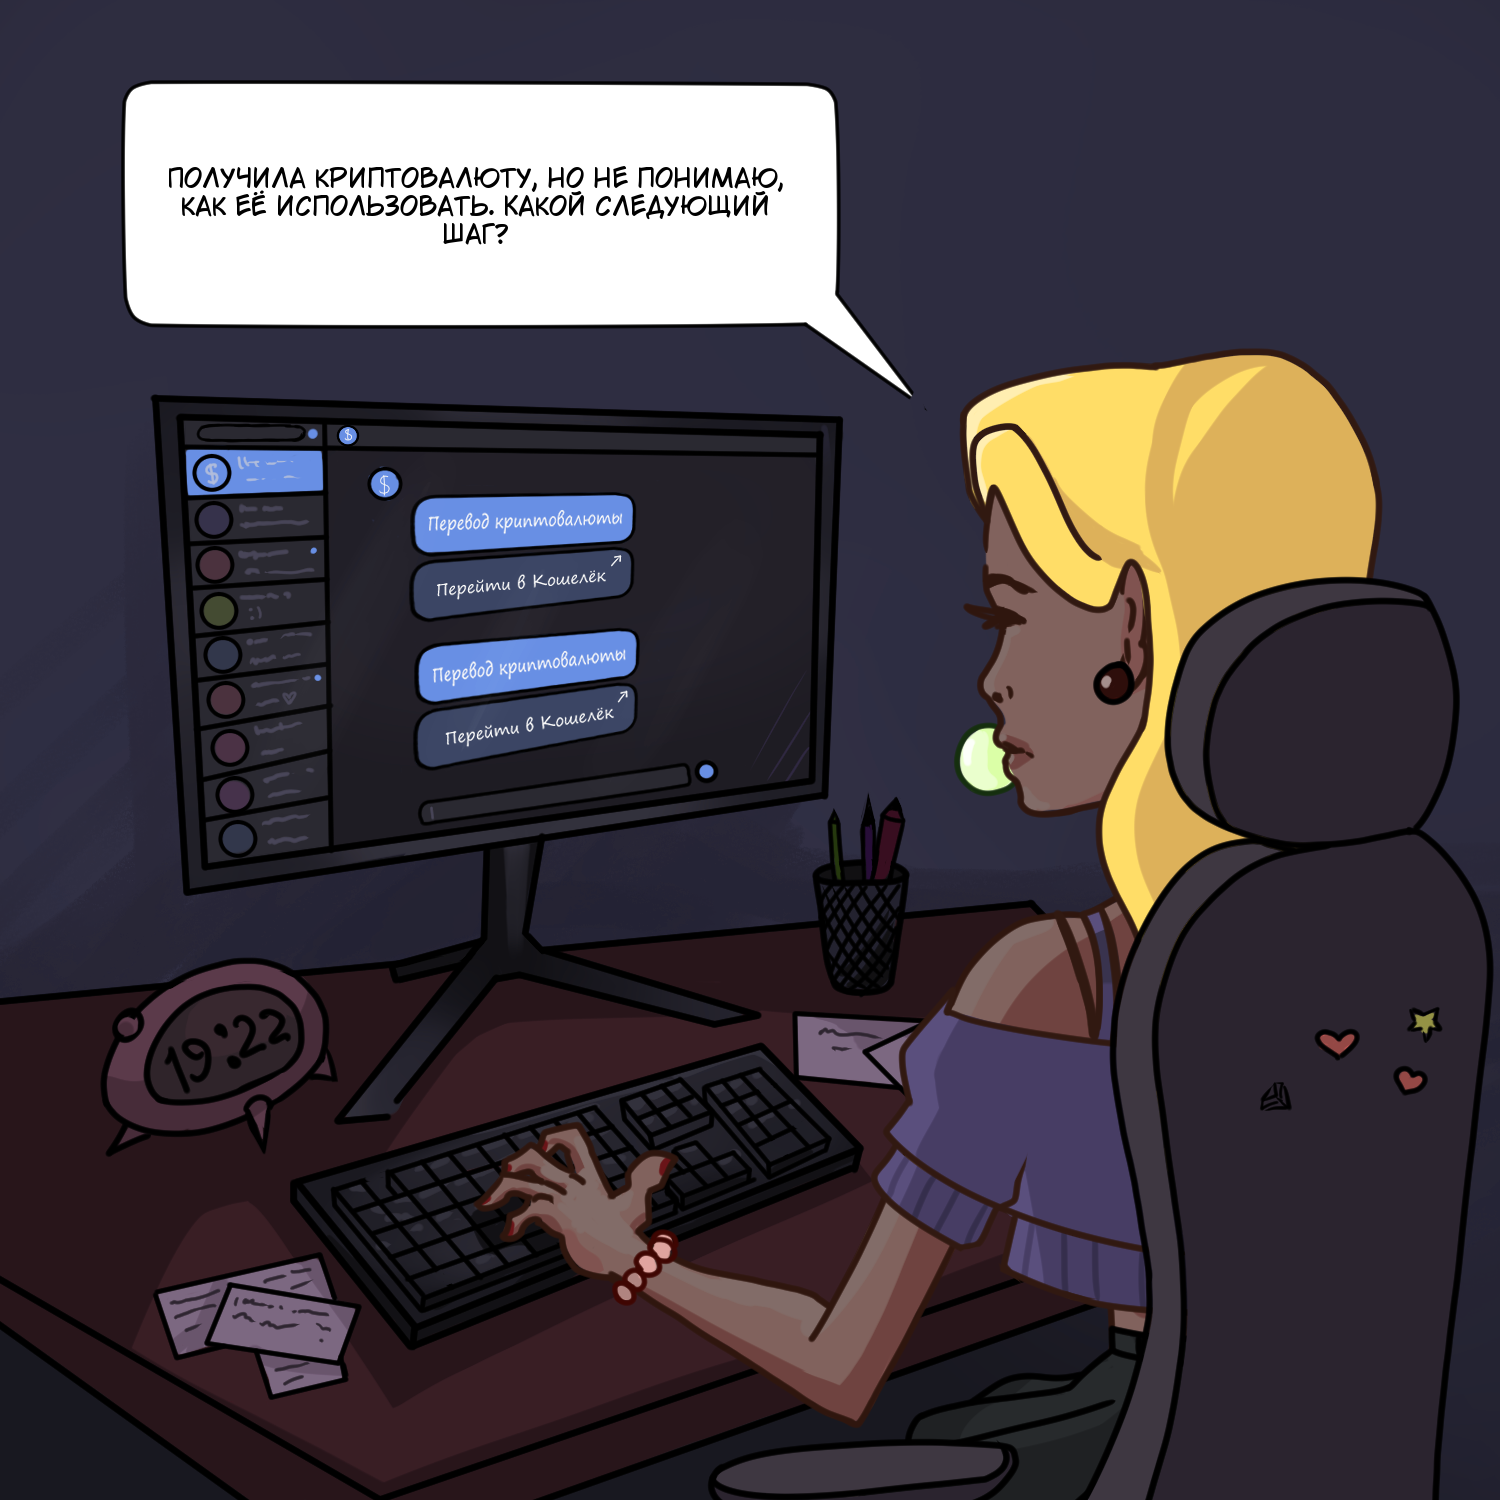 ПОЛУЧИЛА КРИПТОВАЛЮТУ, НО НЕ ПОНИМАЮ,
КАК ЕЁ ИСПОЛЬЗОВАТЬ. КАКОЙ СЛЕДУЮЩИЙ
ШАГ?
$
$
$
Перевод криптовалюты
Перейти в Кошелёк
:)
Перевод криптовалюты
Перейти в Кошелёк
19:22